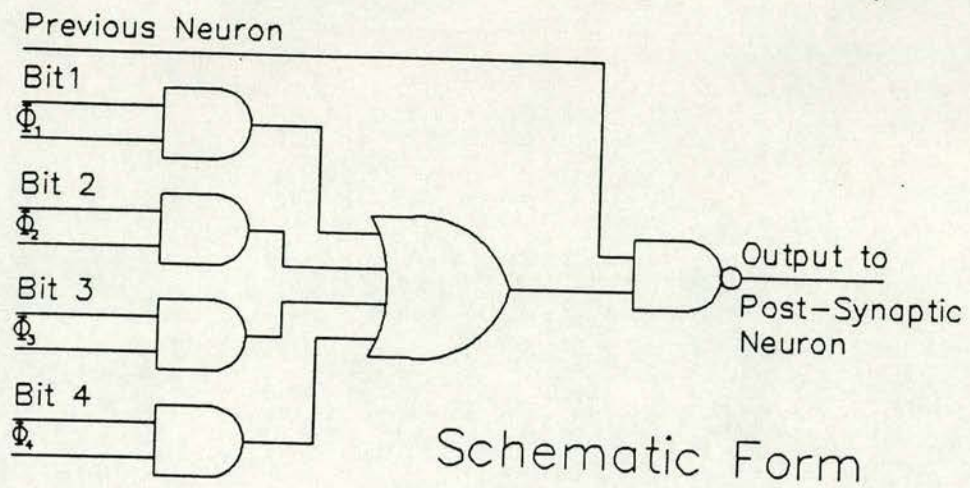 Previous Neuron
Bit1
Φ₁
Bit 2
Φ₂
Bit 3
Φ₃
Bit 4
Φ₄
Output to
Post-Synaptic
Neuron
Schematic Form